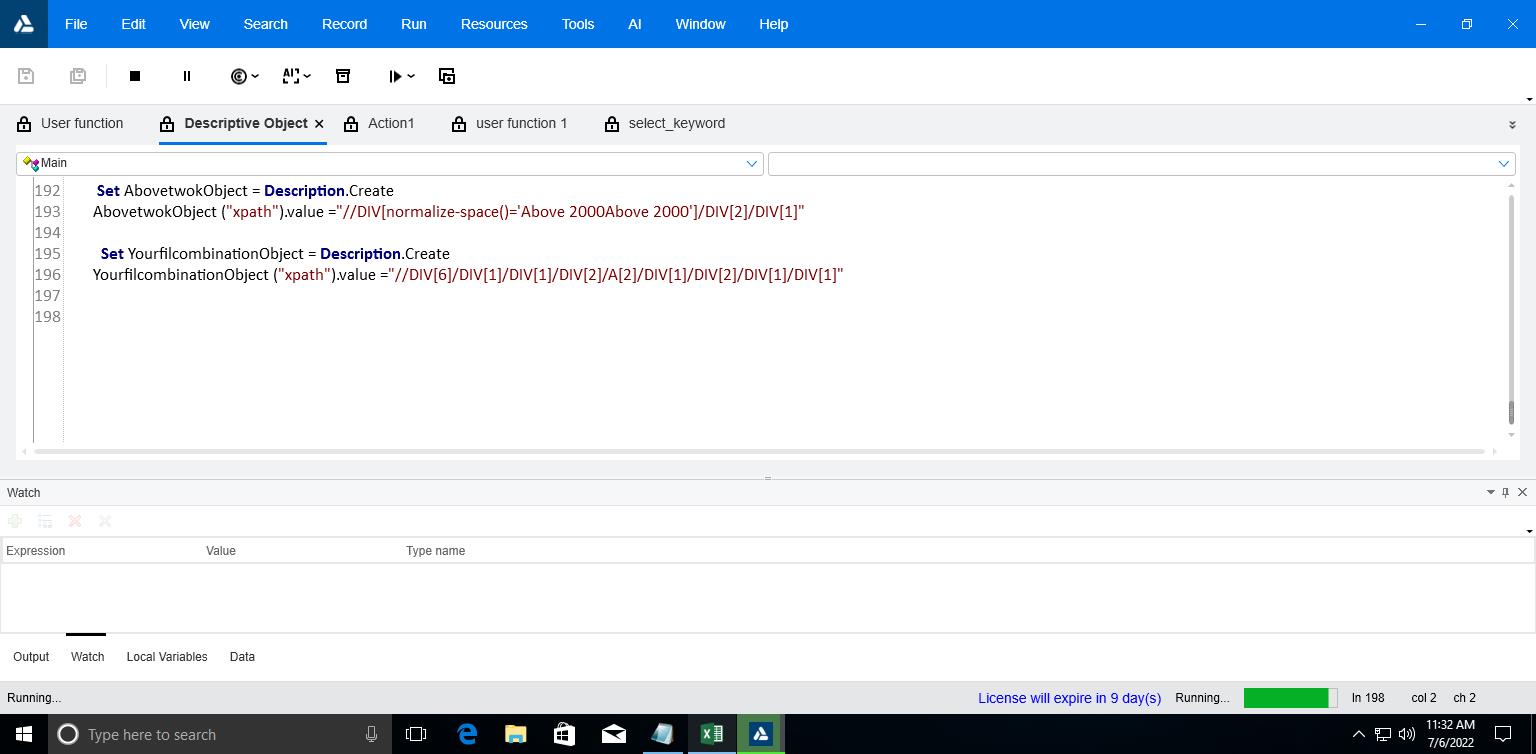 File Edit View Search Record Run Resources Tools AI Window Help
User function Descriptive Object Action1 user function 1 select_keyword
Main
192 Set AbovetwokObject = Description.Create
193 AbovetwokObject ("xpath").value ="//DIV[normalize-space()='Above 2000Above 2000']/DIV[2]/DIV[1]"
194
195 Set YourfilcombinationObject = Description.Create
196 YourfilcombinationObject ("xpath").value ="//DIV[6]/DIV[1]/DIV[1]/DIV[2]/A[2]/DIV[1]/DIV[2]/DIV[1]/DIV[1]"
197
198
Watch
Expression Value Type name
Output Watch Local Variables Data
Running... License will expire in 9 day(s) Running... ln 198 col 2 ch 2
Type here to search 11:32 AM
7/6/2022